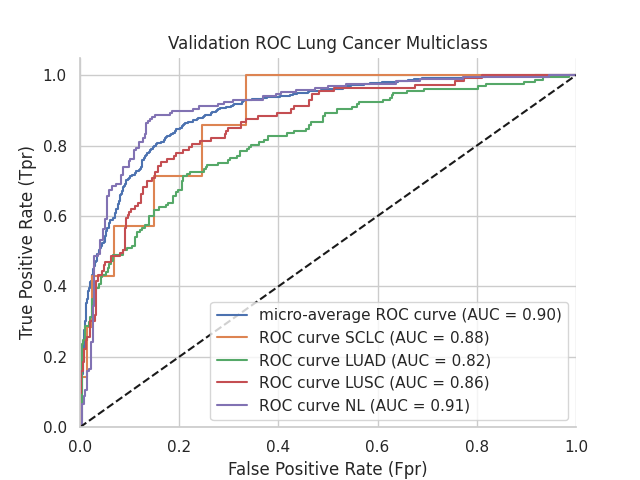 Validation ROC Lung Cancer Multiclass
True Positive Rate (Tpr)
1.0
0.8
0.6
0.4
0.2
0.0
micro-average ROC curve (AUC = 0.90)
ROC curve SCLC (AUC = 0.88)
ROC curve LUAD (AUC = 0.82)
ROC curve LUSC (AUC = 0.86)
ROC curve NL (AUC = 0.91)
0.0 0.2 0.4 0.6 0.8 1.0
False Positive Rate (Fpr)